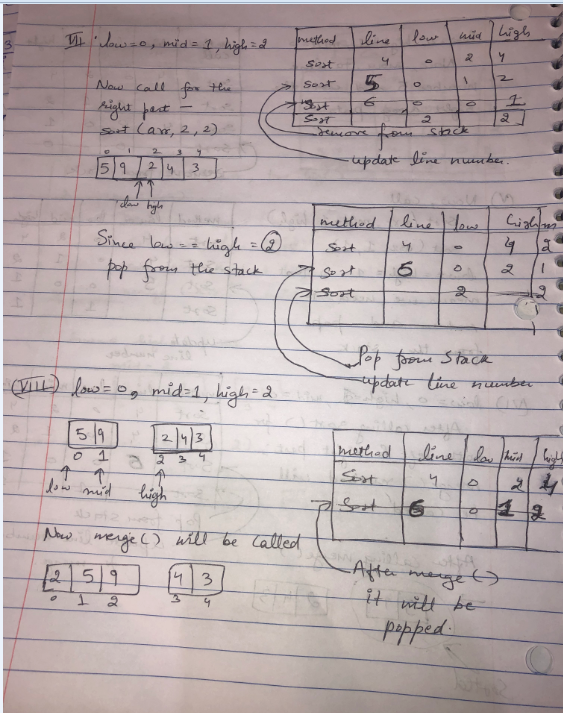 VII. low=0, mid=1, high=2
Now call for the
right part —
sort (arr, 2, 2)
0 1 2 3 4
5 9 2 4 3
low high
method line low mid high
sort 4 0 2 4
sort 5 0 1 2
sort 6 0 0 1
sort 2 2
remove from stack
update line number.
Since low == high = 2
pop from the stack
method line low high m
sort 4 0 4 2
sort 6 0 2 1
sort 2 2
Pop from Stack
update line number
VIII low=0, mid=1, high=2.
5 9 2 4 3
0 1 2 3 4
low mid high
Now merge() will be called
2 5 9 4 3
0 1 2 3 4
method line low mid high
Sort 4 0 2 4
Sort 6 0 1 2
After merge()
it will be
popped.